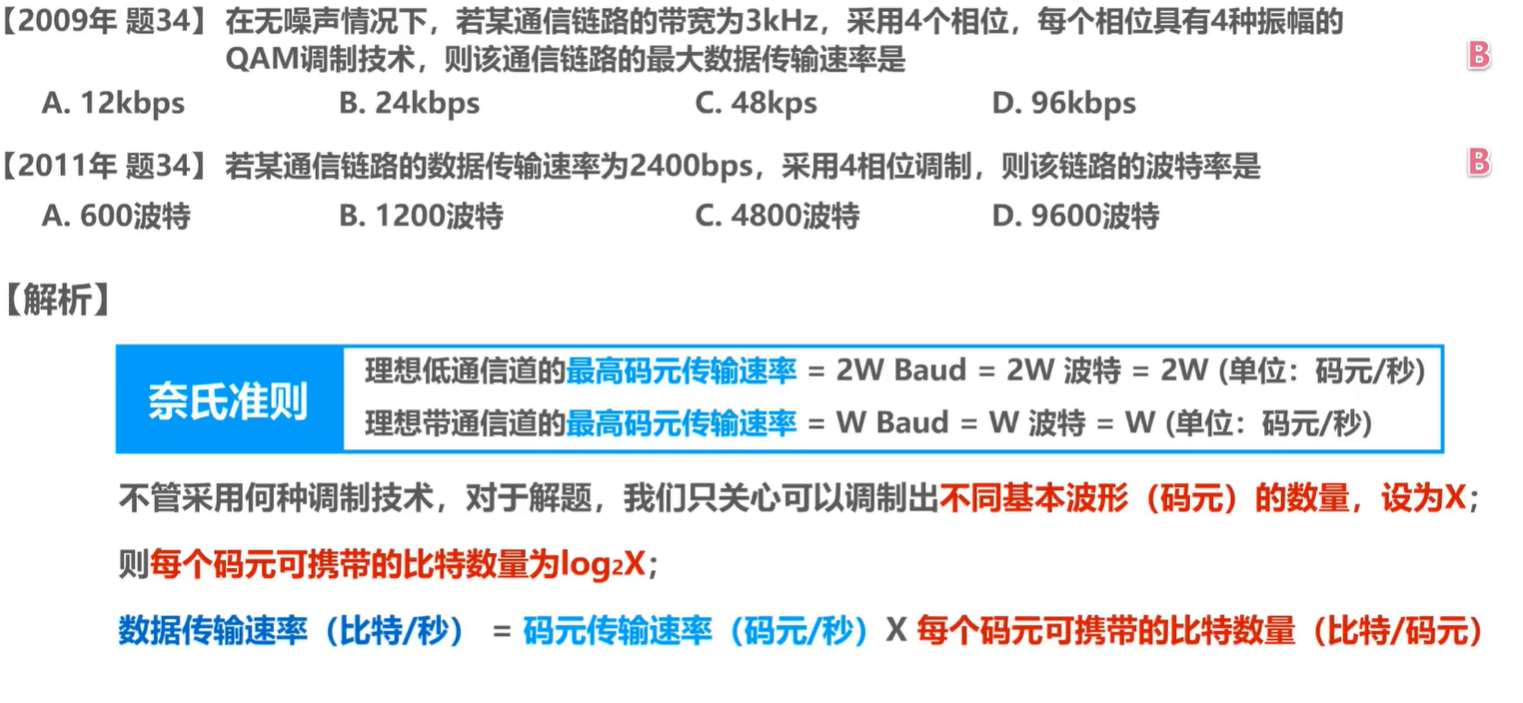 【2009年 题34】 在无噪声情况下，若某通信链路的带宽为3kHz，采用4个相位，每个相位具有4种振幅的
QAM调制技术，则该通信链路的最大数据传输速率是 B
A. 12kbps B. 24kbps C. 48kps D. 96kbps
【2011年 题34】 若某通信链路的数据传输速率为2400bps，采用4相位调制，则该链路的波特率是 B
A. 600波特 B. 1200波特 C. 4800波特 D. 9600波特
【解析】
奈氏准则
理想低通信道的最高码元传输速率 = 2W Baud = 2W 波特 = 2W (单位：码元/秒)
理想带通信道的最高码元传输速率 = W Baud = W 波特 = W (单位：码元/秒)
不管采用何种调制技术，对于解题，我们只关心可以调制出不同基本波形（码元）的数量，设为X；
则每个码元可携带的比特数量为log₂X；
数据传输速率（比特/秒） = 码元传输速率（码元/秒）X 每个码元可携带的比特数量（比特/码元）